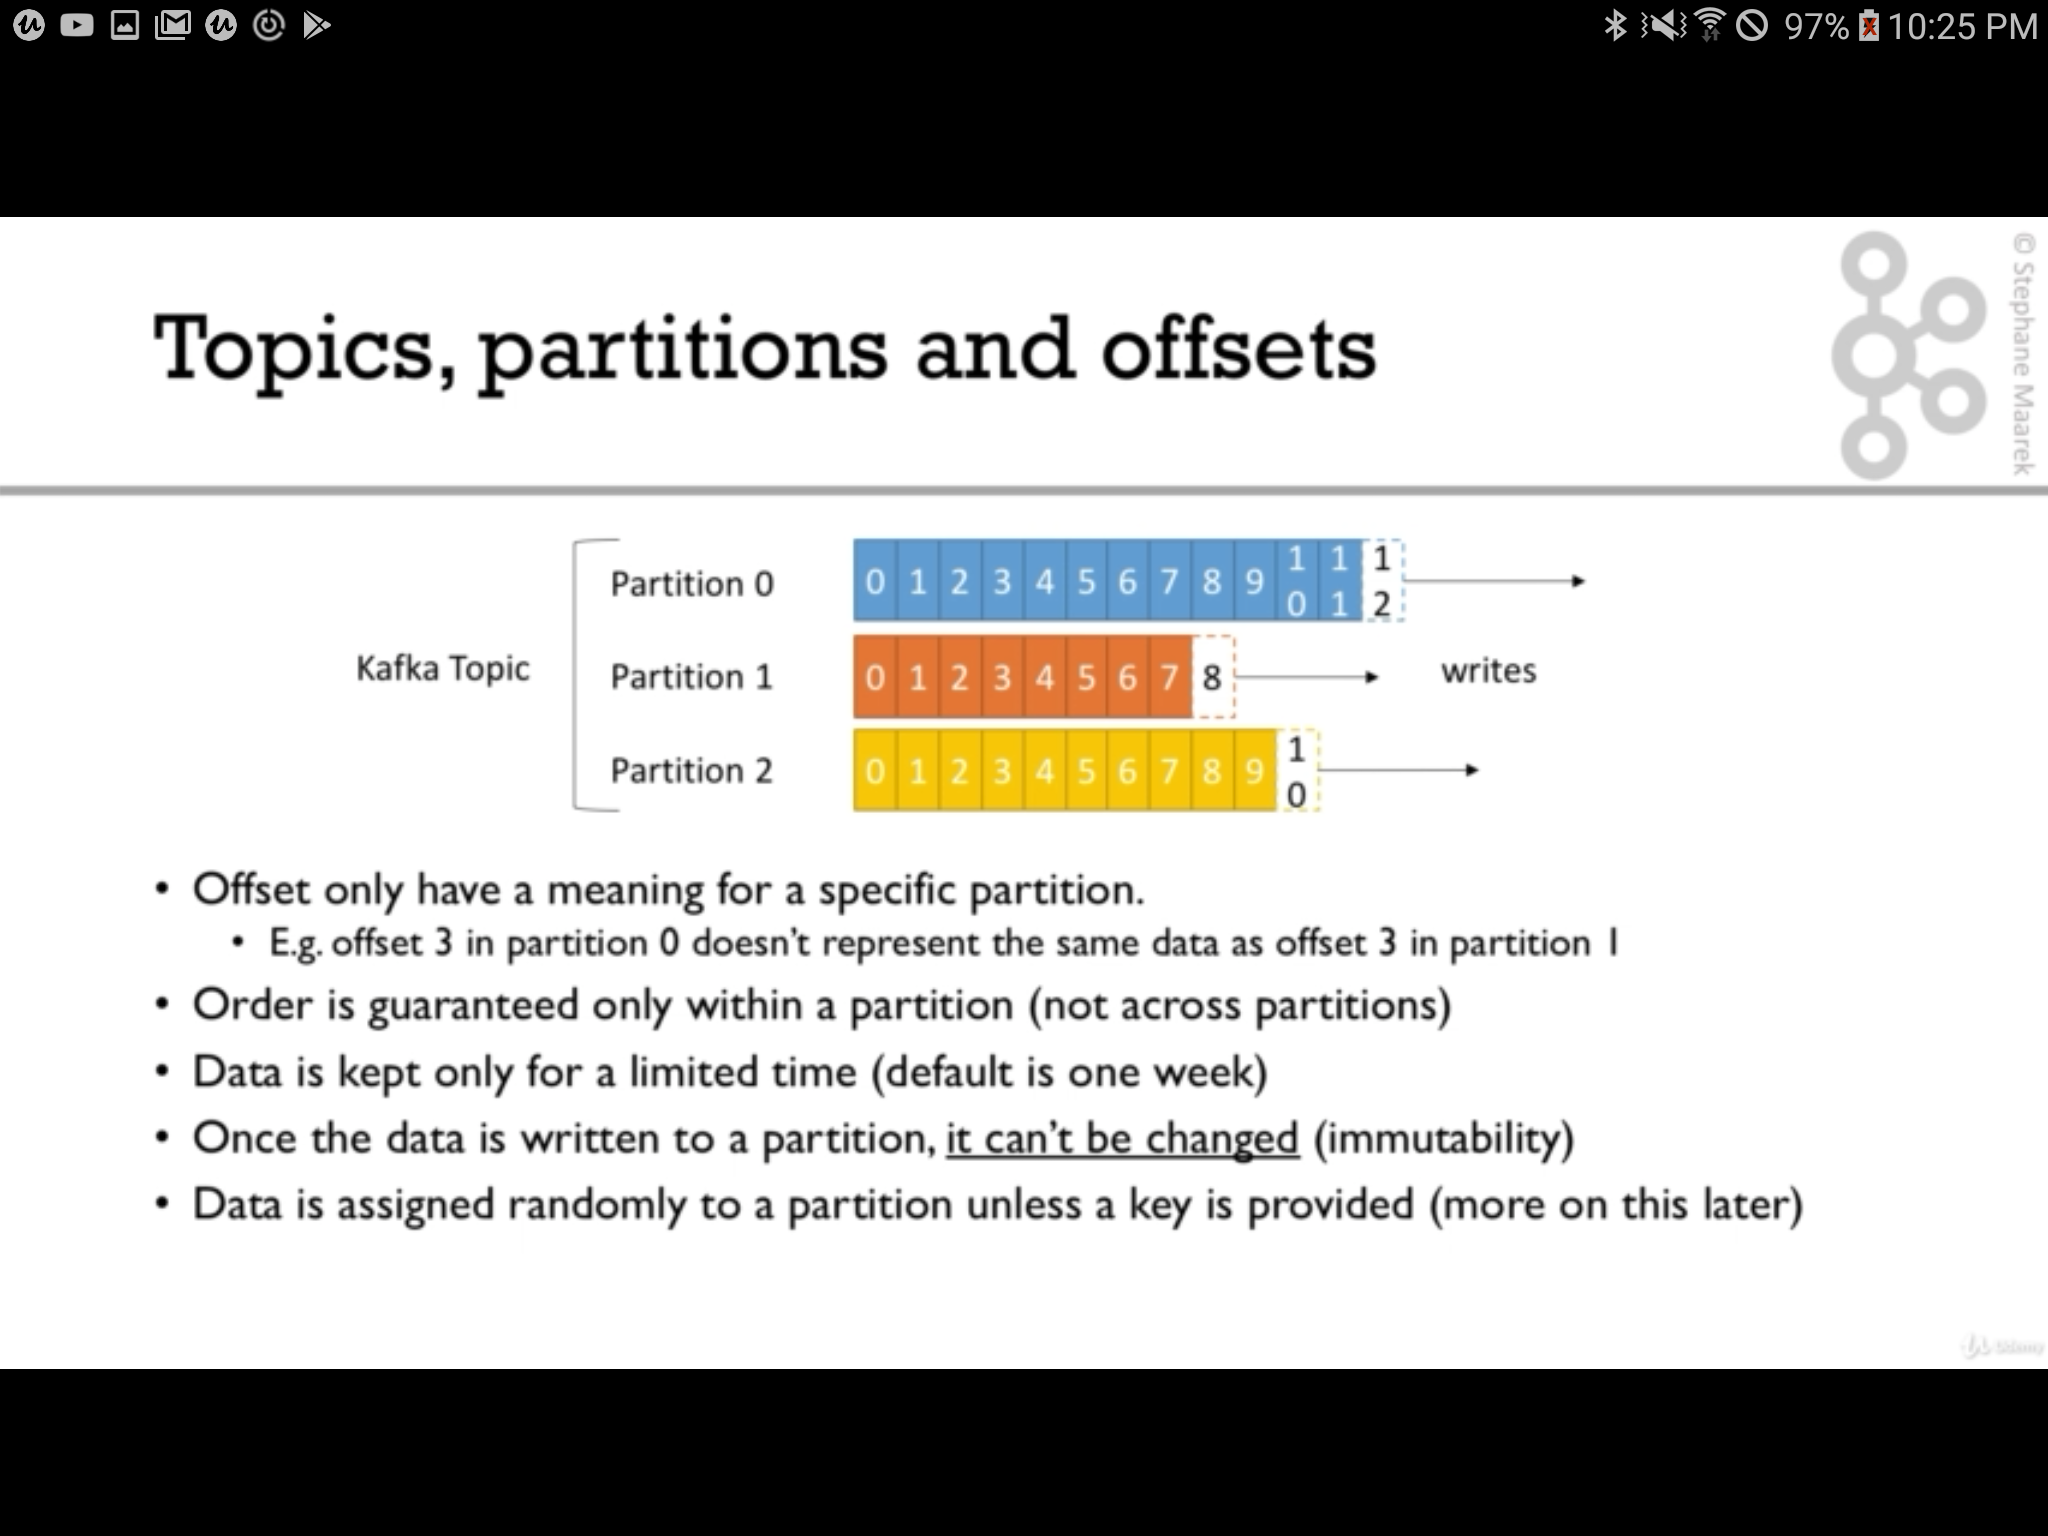 97% 10:25 PM
© Stephane Maarek
Topics, partitions and offsets
Kafka Topic
Partition 0
0 1 2 3 4 5 6 7 8 9 10 11 12
Partition 1
0 1 2 3 4 5 6 7 8
writes
Partition 2
0 1 2 3 4 5 6 7 8 9 10
• Offset only have a meaning for a specific partition.
• E.g. offset 3 in partition 0 doesn't represent the same data as offset 3 in partition 1
• Order is guaranteed only within a partition (not across partitions)
• Data is kept only for a limited time (default is one week)
• Once the data is written to a partition, it can't be changed (immutability)
• Data is assigned randomly to a partition unless a key is provided (more on this later)
Udemy